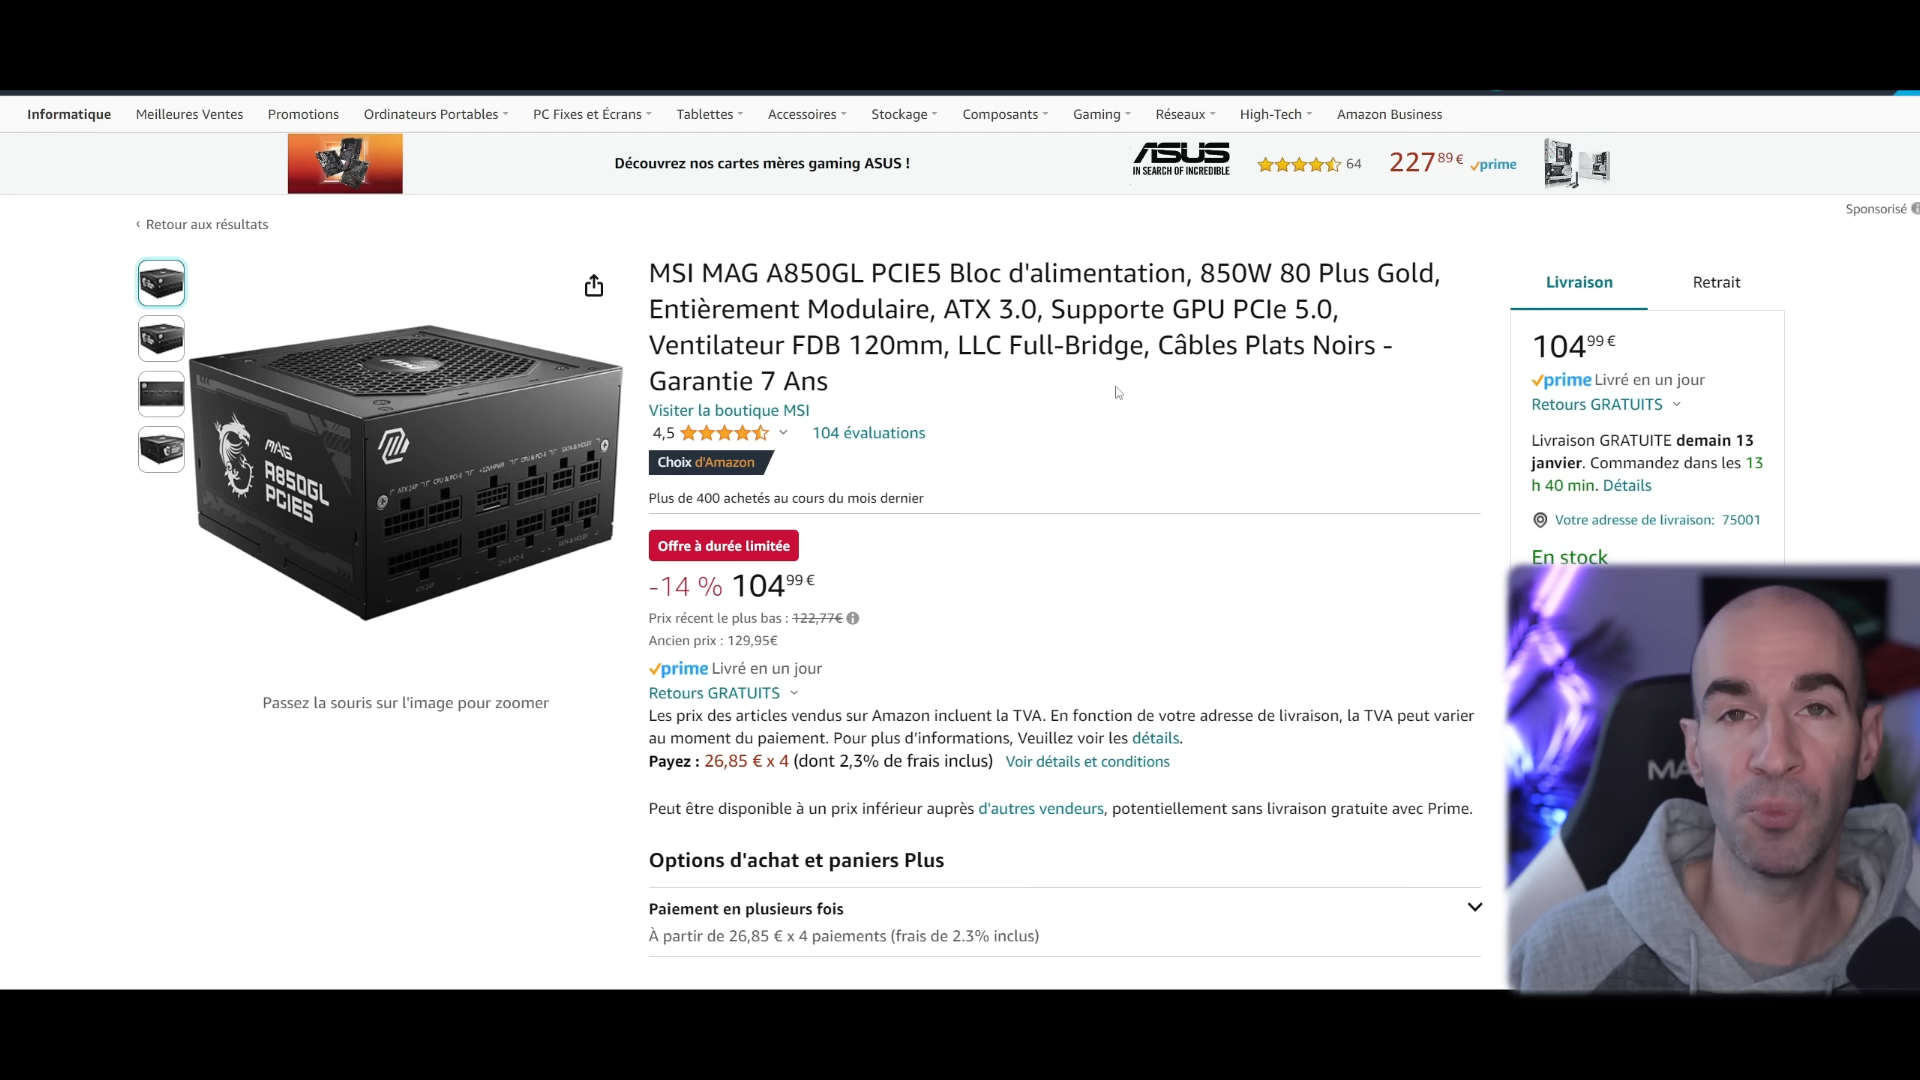 Informatique Meilleures Ventes Promotions Ordinateurs Portables PC Fixes et Écrans Tablettes Accessoires Stockage Composants Gaming Réseaux High-Tech Amazon Business
Découvrez nos cartes mères gaming ASUS !
ASUS
IN SEARCH OF INCREDIBLE
64
227,89 €
prime
Sponsorisé
‹ Retour aux résultats
MSI MAG A850GL PCIE5 Bloc d'alimentation, 850W 80 Plus Gold,
Entièrement Modulaire, ATX 3.0, Supporte GPU PCIe 5.0,
Ventilateur FDB 120mm, LLC Full-Bridge, Câbles Plats Noirs -
Garantie 7 Ans
Visiter la boutique MSI
4,5
104 évaluations
Choix d'Amazon
Plus de 400 achetés au cours du mois dernier
Offre à durée limitée
-14 % 104,99 €
Prix récent le plus bas : 122,77€
Ancien prix : 129,95€
prime Livré en un jour
Retours GRATUITS
Les prix des articles vendus sur Amazon incluent la TVA. En fonction de votre adresse de livraison, la TVA peut varier
au moment du paiement. Pour plus d’informations, Veuillez voir les détails.
Payez : 26,85 € x 4 (dont 2,3% de frais inclus) Voir détails et conditions
Peut être disponible à un prix inférieur auprès d'autres vendeurs, potentiellement sans livraison gratuite avec Prime.
Options d'achat et paniers Plus
Paiement en plusieurs fois
À partir de 26,85 € x 4 paiements (frais de 2.3% inclus)
MAG
A850GL
PCIE5
ATX 24P
CPU & PCI-E
+12VHPWR
CPU & PCI-E
SATA & MOLEX
Passez la souris sur l'image pour zoomer
Livraison Retrait
104,99 €
prime Livré en un jour
Retours GRATUITS
Livraison GRATUITE demain 13
janvier. Commandez dans les 13
h 40 min. Détails
Votre adresse de livraison: 75001
En stock